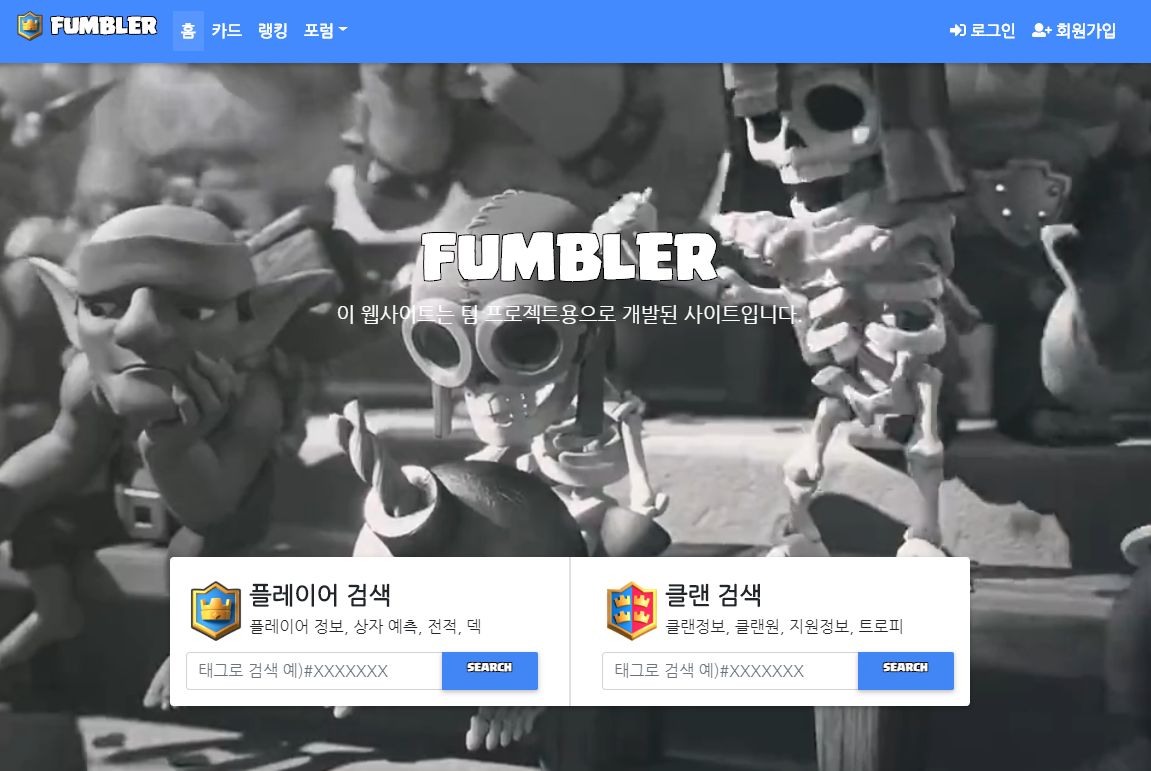 FUMBLER 홈 카드 랭킹 포럼 로그인 회원가입
FUMBLER
이 웹사이트는 팀 프로젝트용으로 개발된 사이트입니다.
플레이어 검색
플레이어 정보, 상자 예측, 전적, 덱
태그로 검색 예)#XXXXXXX SEARCH
클랜 검색
클랜정보, 클랜원, 지원정보, 트로피
태그로 검색 예)#XXXXXXX SEARCH